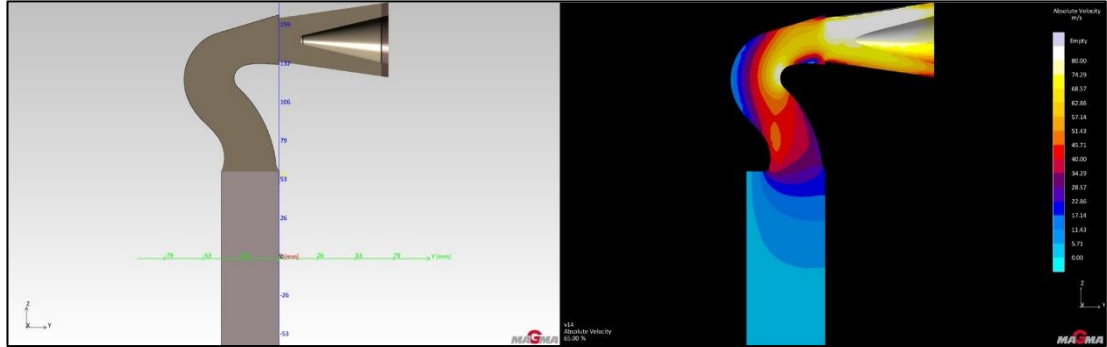 159
132
106
79
53
26
-79
-53
0[mm]
26
53
79
Y [mm]
-26
-53
Z
X
Y
MAGMA
Absolute Velocity
m/s
Empty
80.00
74.29
68.57
62.86
57.14
51.43
45.71
40.00
34.29
28.57
22.86
17.14
11.43
5.71
0.00
v14
Absolute Velocity
65.00 %
Z
X
Y
MAGMA